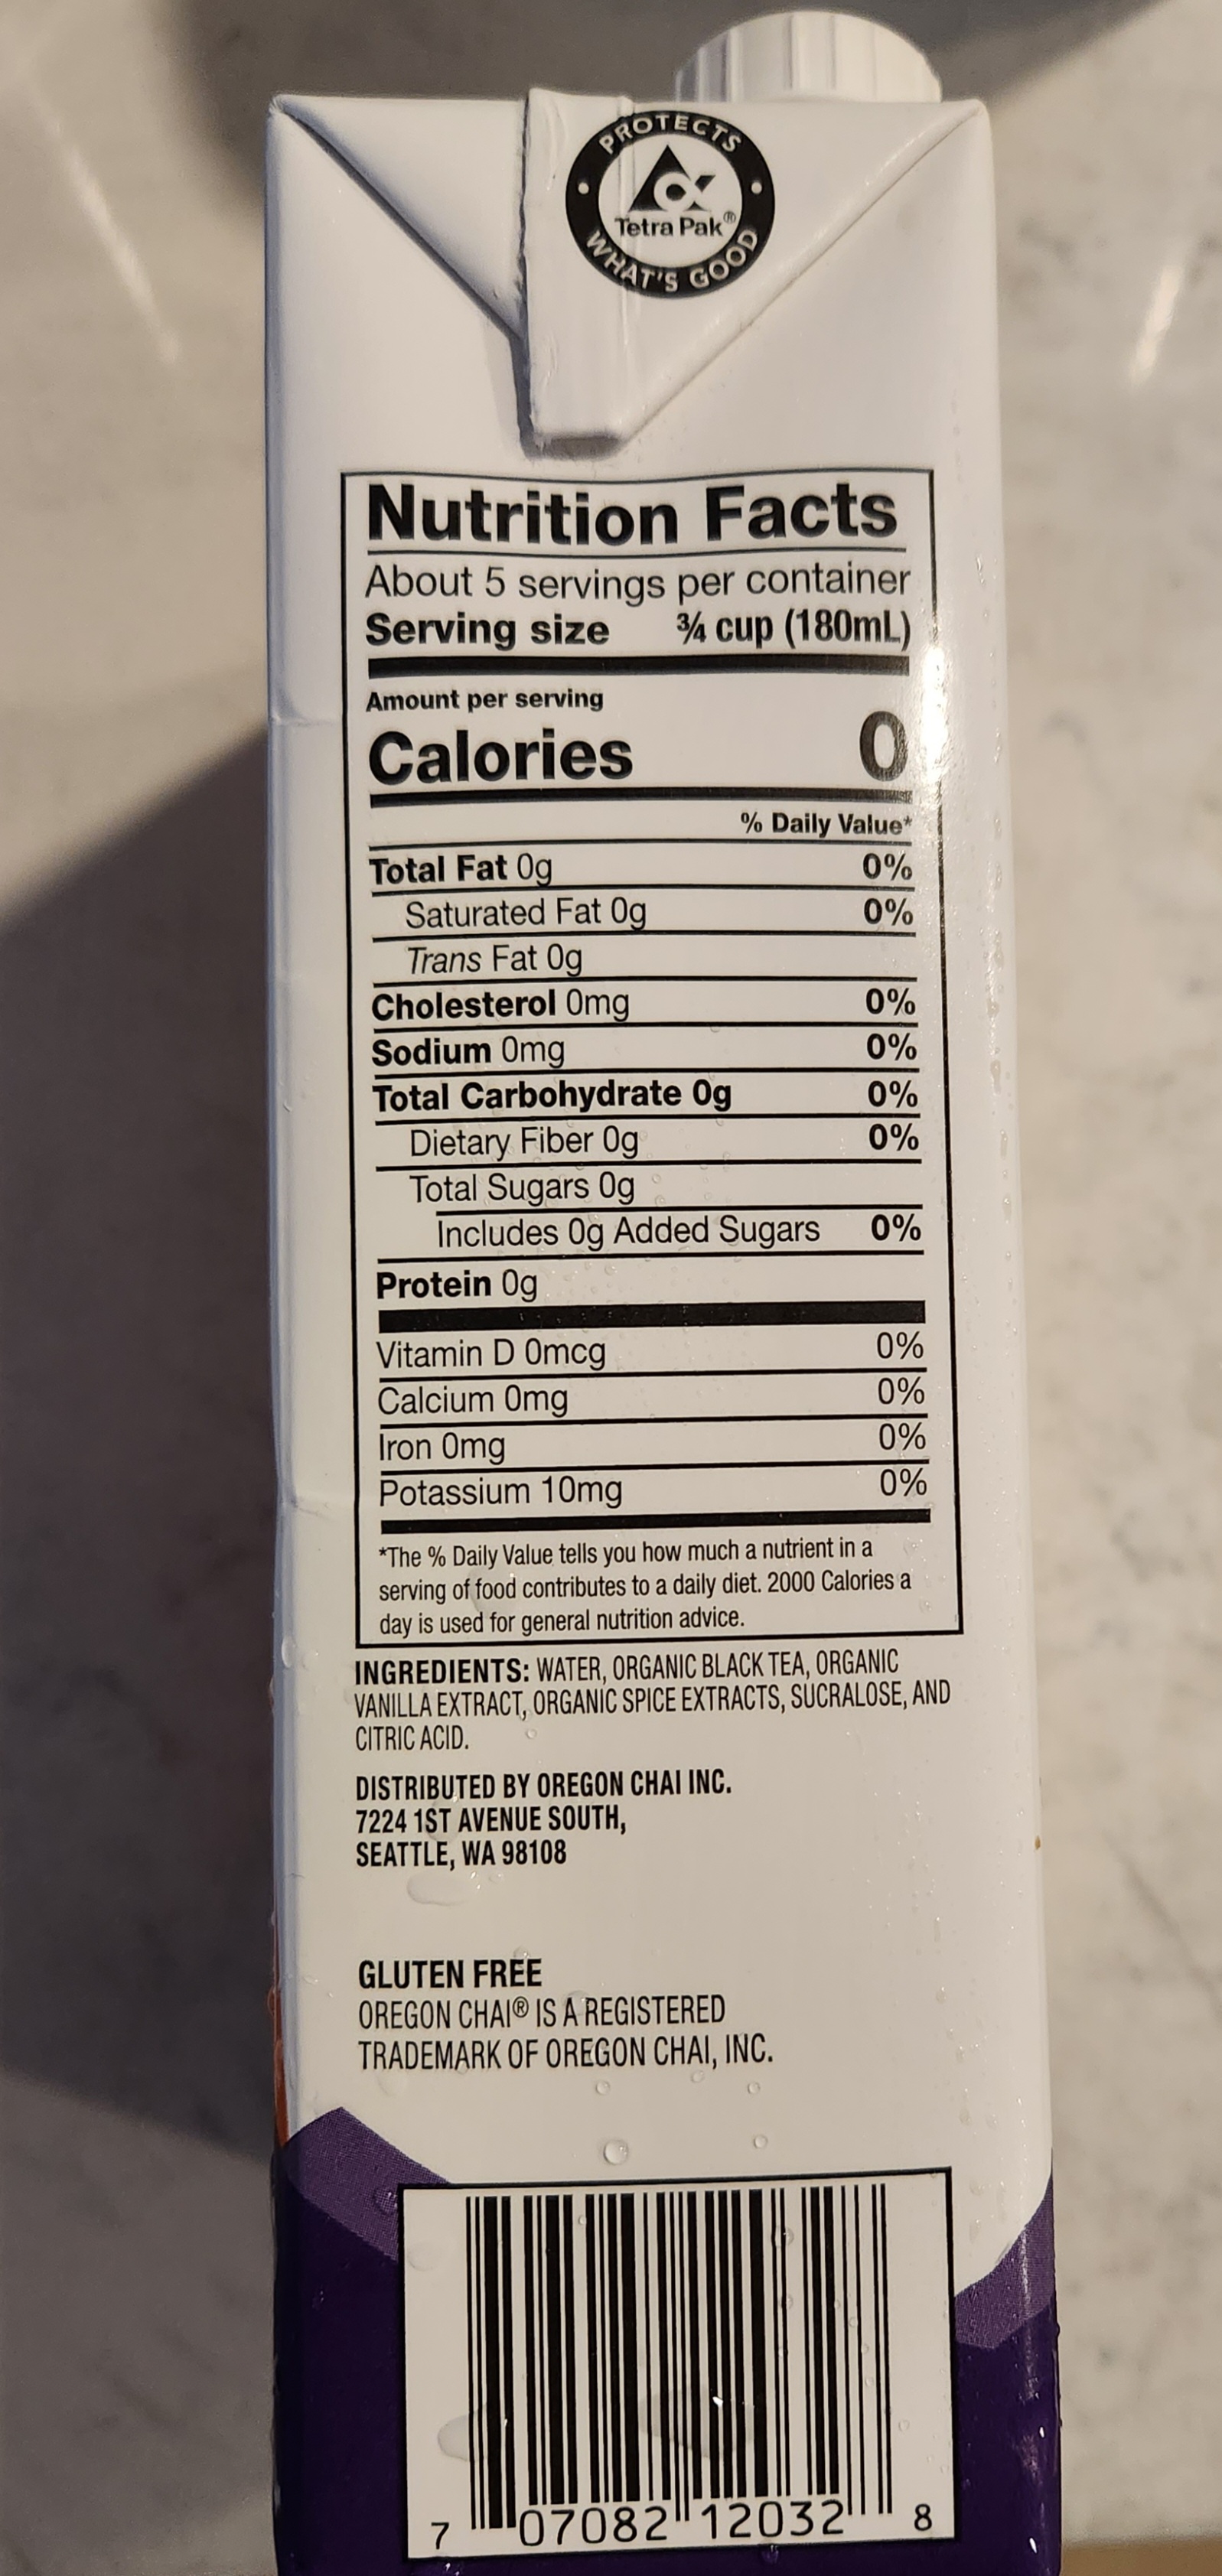 PROTECTS
Tetra Pak®
WHAT'S GOOD
Nutrition Facts
About 5 servings per container
Serving size ¾ cup (180mL)
Amount per serving
Calories 0
% Daily Value*
Total Fat 0g 0%
Saturated Fat 0g 0%
Trans Fat 0g
Cholesterol 0mg 0%
Sodium 0mg 0%
Total Carbohydrate 0g 0%
Dietary Fiber 0g 0%
Total Sugars 0g
Includes 0g Added Sugars 0%
Protein 0g
Vitamin D 0mcg 0%
Calcium 0mg 0%
Iron 0mg 0%
Potassium 10mg 0%
*The % Daily Value tells you how much a nutrient in a
serving of food contributes to a daily diet. 2000 Calories a
day is used for general nutrition advice.
INGREDIENTS: WATER, ORGANIC BLACK TEA, ORGANIC
VANILLA EXTRACT, ORGANIC SPICE EXTRACTS, SUCRALOSE, AND
CITRIC ACID.
DISTRIBUTED BY OREGON CHAI INC.
7224 1ST AVENUE SOUTH,
SEATTLE, WA 98108
GLUTEN FREE
OREGON CHAI® IS A REGISTERED
TRADEMARK OF OREGON CHAI, INC.
7 07082 12032 8